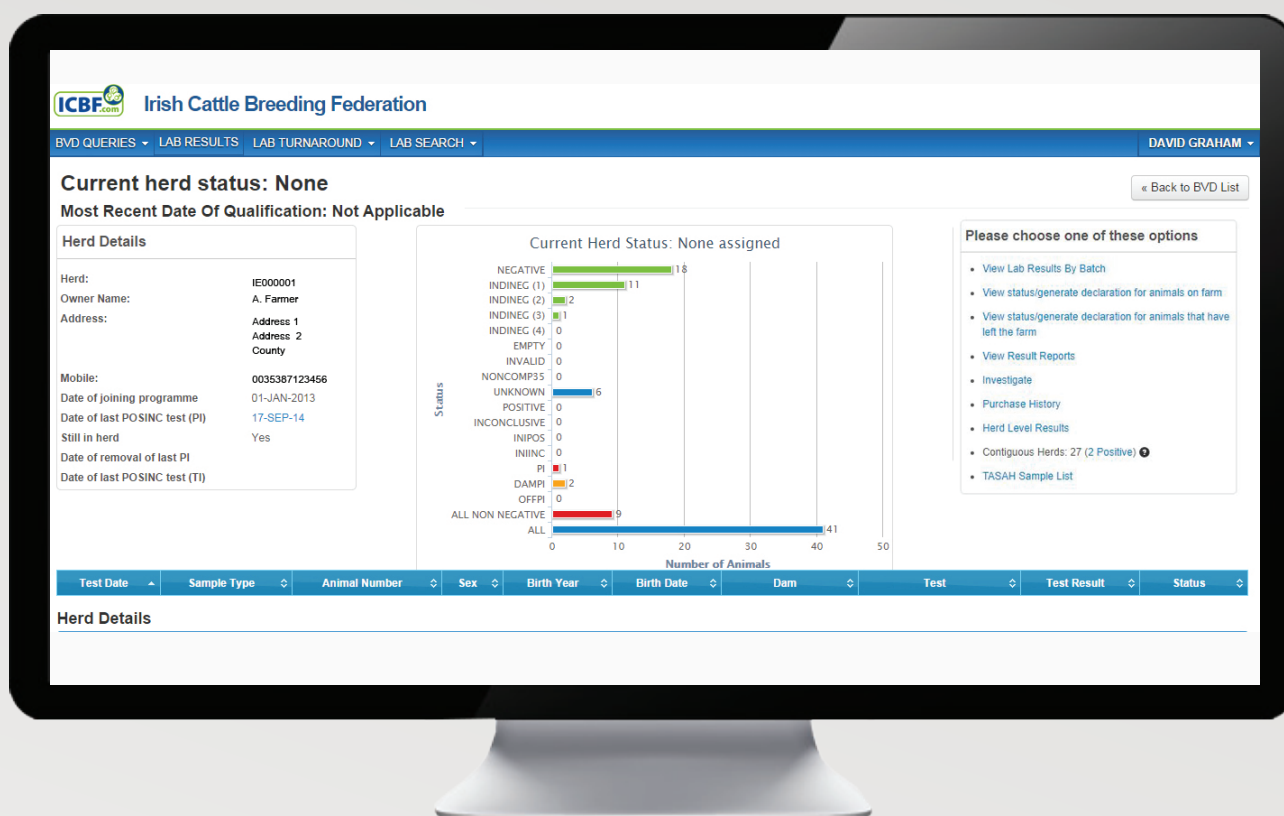 ICBF.com
Irish Cattle Breeding Federation
BVD QUERIES LAB RESULTS LAB TURNAROUND LAB SEARCH DAVID GRAHAM
Current herd status: None
« Back to BVD List
Most Recent Date Of Qualification: Not Applicable
Herd Details
Herd: IE000001
Owner Name: A. Farmer
Address: Address 1
Address 2
County
Mobile: 0035387123456
Date of joining programme 01-JAN-2013
Date of last POSINC test (PI) 17-SEP-14
Still in herd Yes
Date of removal of last PI
Date of last POSINC test (TI)
Current Herd Status: None assigned
Status
NEGATIVE 18
INDINEG (1) 11
INDINEG (2) 2
INDINEG (3) 1
INDINEG (4) 0
EMPTY 0
INVALID 0
NONCOMP35 0
UNKNOWN 6
POSITIVE 0
INCONCLUSIVE 0
INIPOS 0
INIINC 0
PI 1
DAMPI 2
OFFPI 0
ALL NON NEGATIVE 9
ALL 41
0 10 20 30 40 50
Number of Animals
Please choose one of these options
• View Lab Results By Batch
• View status/generate declaration for animals on farm
• View status/generate declaration for animals that have
left the farm
• View Result Reports
• Investigate
• Purchase History
• Herd Level Results
• Contiguous Herds: 27 (2 Positive) ?
• TASAH Sample List
Test Date Sample Type Animal Number Sex Birth Year Birth Date Dam Test Test Result Status
Herd Details